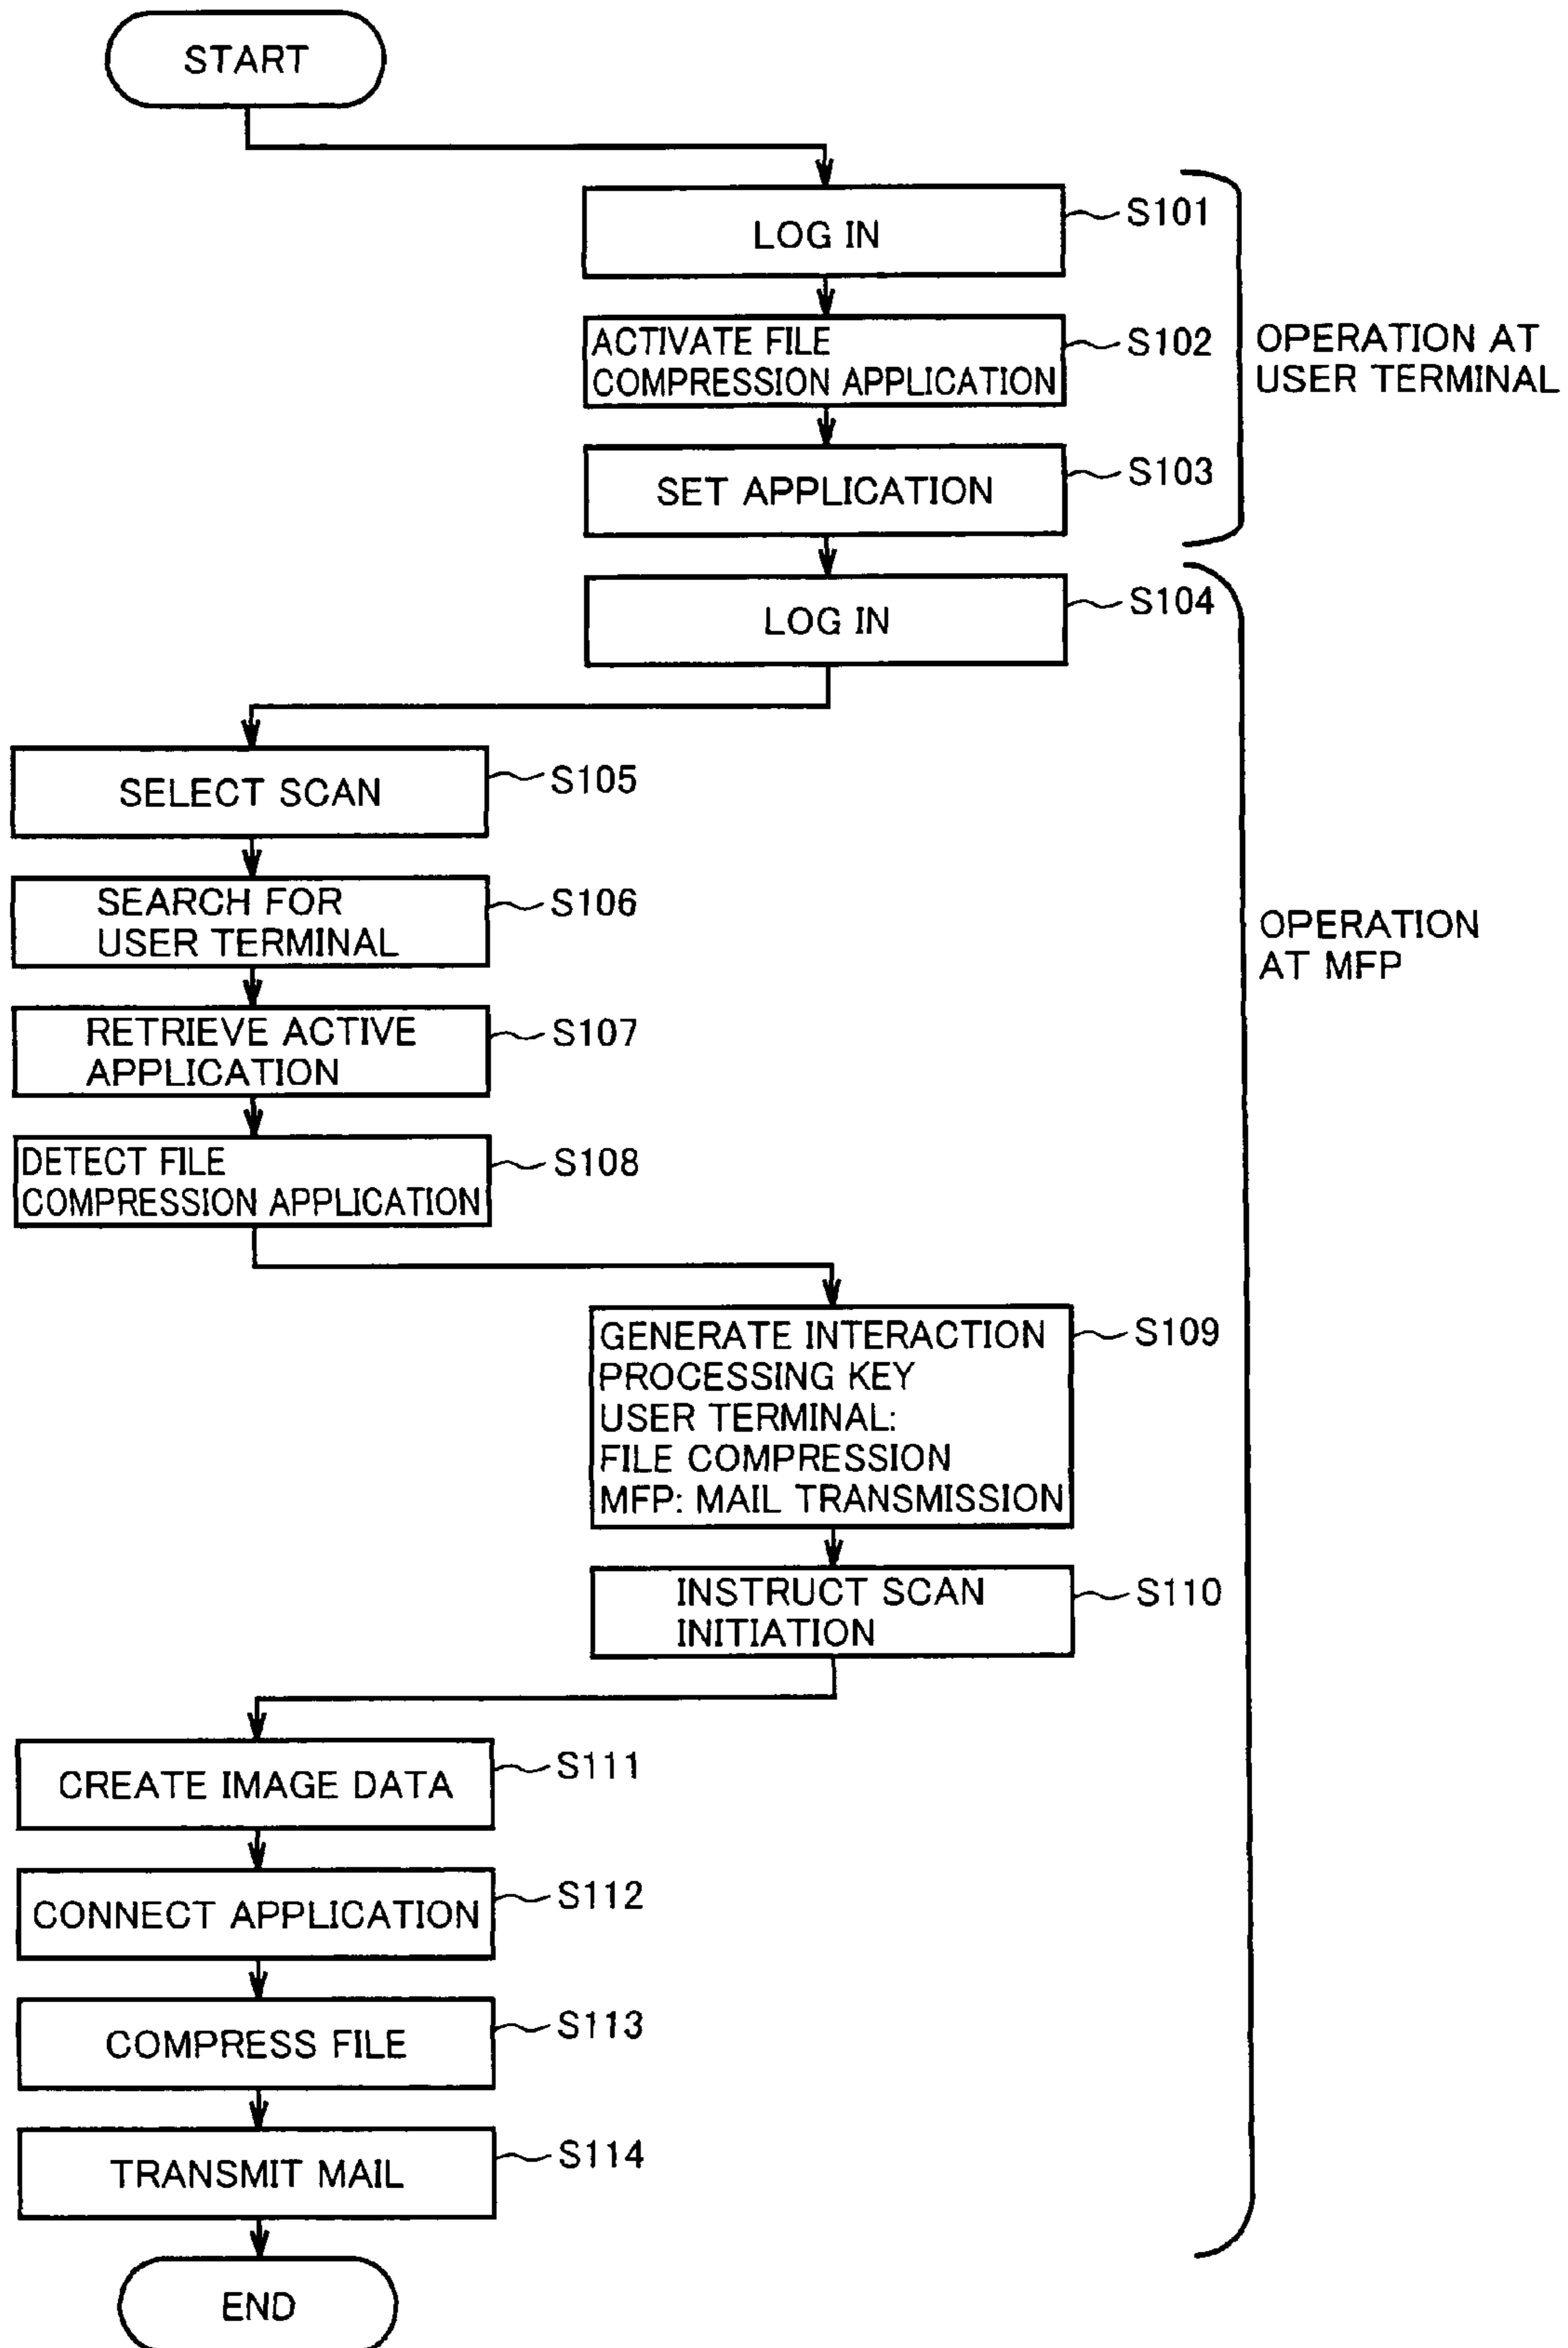 START
LOG IN
S101
ACTIVATE FILE
COMPRESSION APPLICATION
S102
OPERATION AT
USER TERMINAL
SET APPLICATION
S103
LOG IN
S104
SELECT SCAN
S105
SEARCH FOR
USER TERMINAL
S106
OPERATION
AT MFP
RETRIEVE ACTIVE
APPLICATION
S107
DETECT FILE
COMPRESSION APPLICATION
S108
GENERATE INTERACTION
PROCESSING KEY
USER TERMINAL:
FILE COMPRESSION
MFP: MAIL TRANSMISSION
S109
INSTRUCT SCAN
INITIATION
S110
CREATE IMAGE DATA
S111
CONNECT APPLICATION
S112
COMPRESS FILE
S113
TRANSMIT MAIL
S114
END